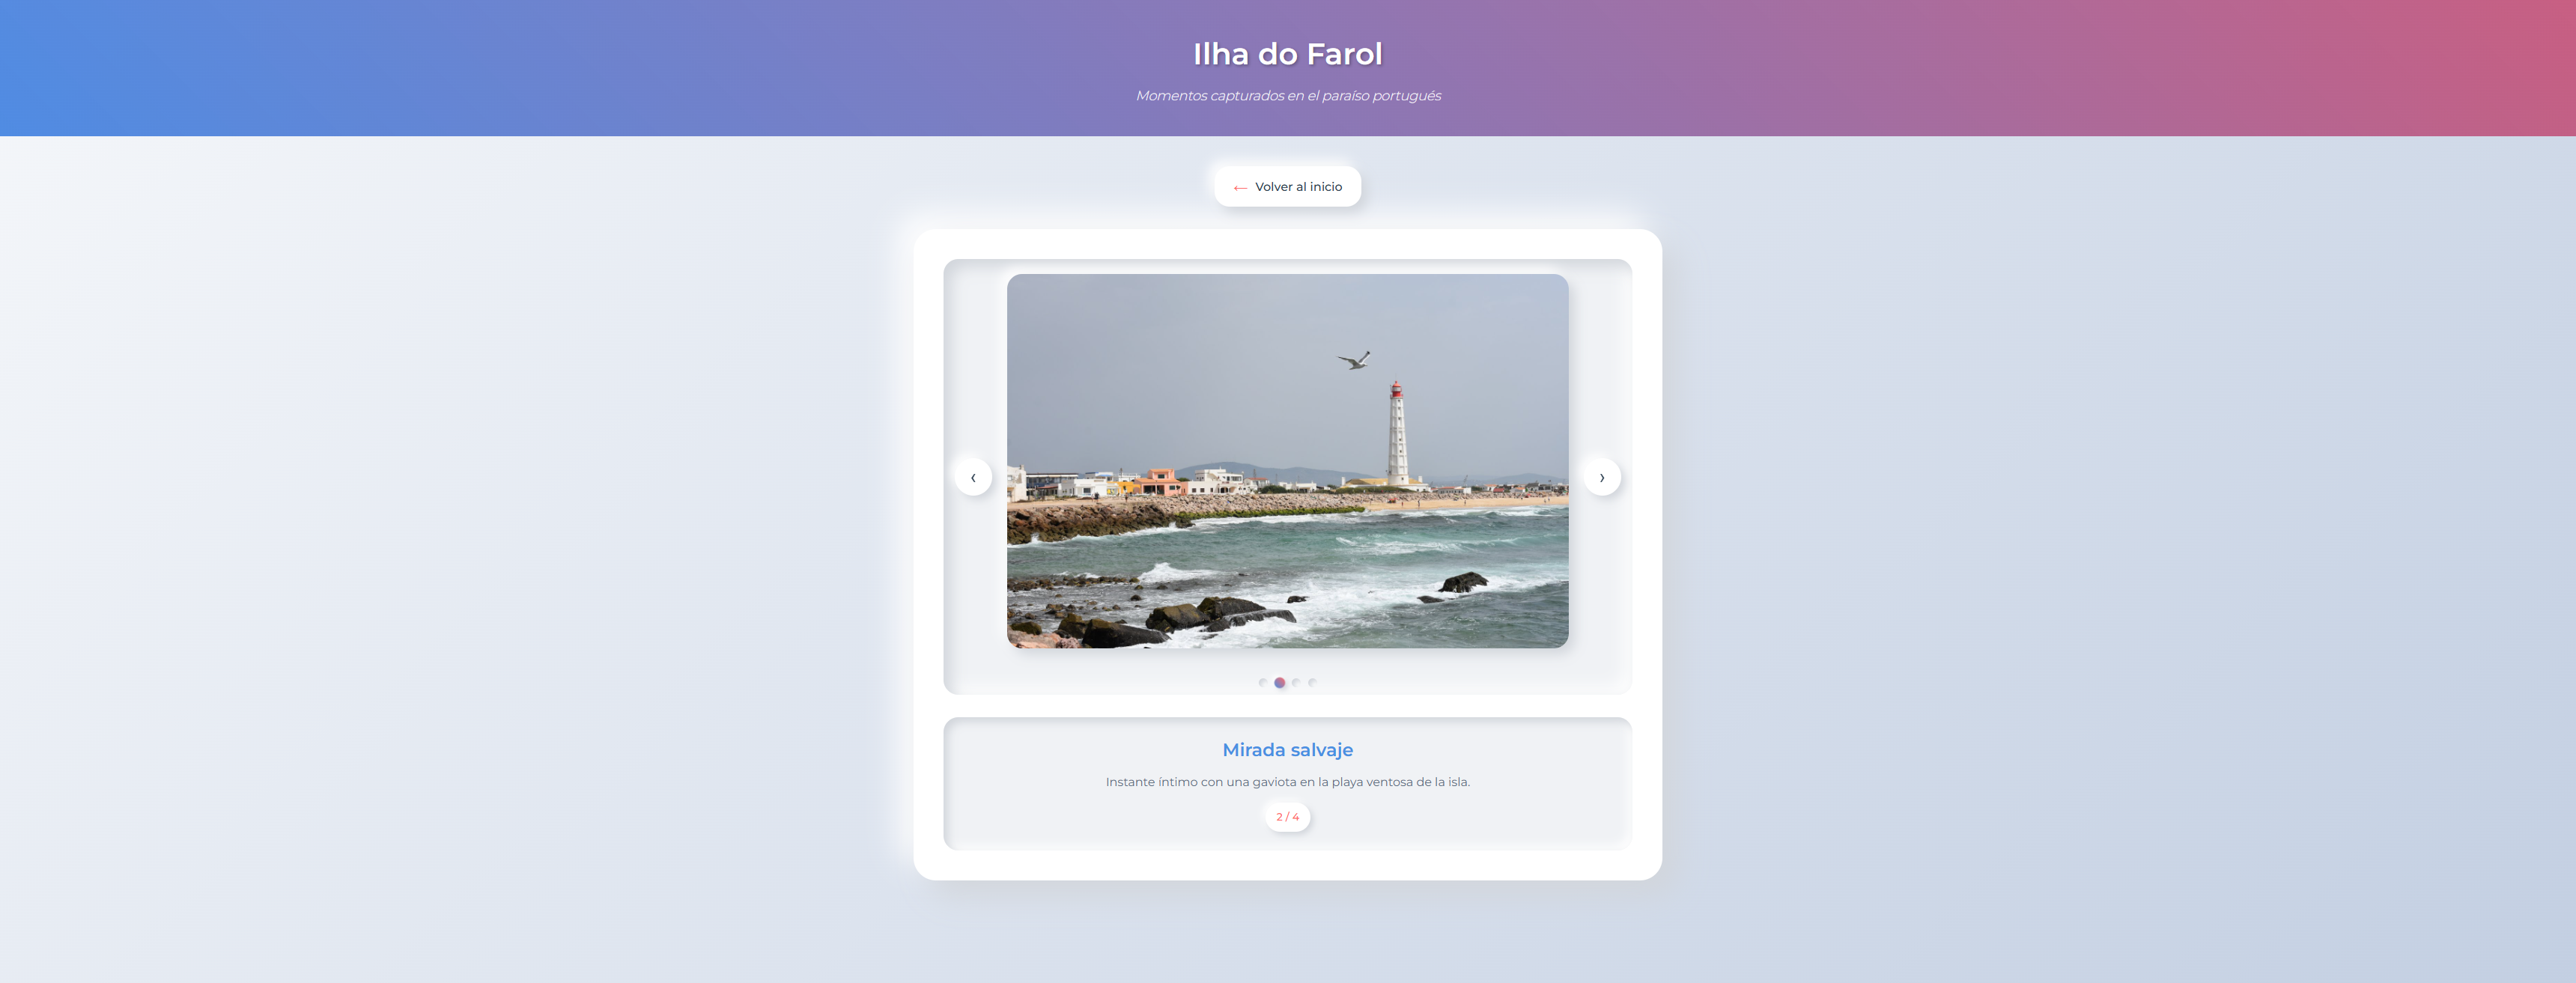 Ilha do Farol
Momentos capturados en el paraíso portugués
← Volver al inicio
‹
›
Mirada salvaje
Instante íntimo con una gaviota en la playa ventosa de la isla.
2 / 4